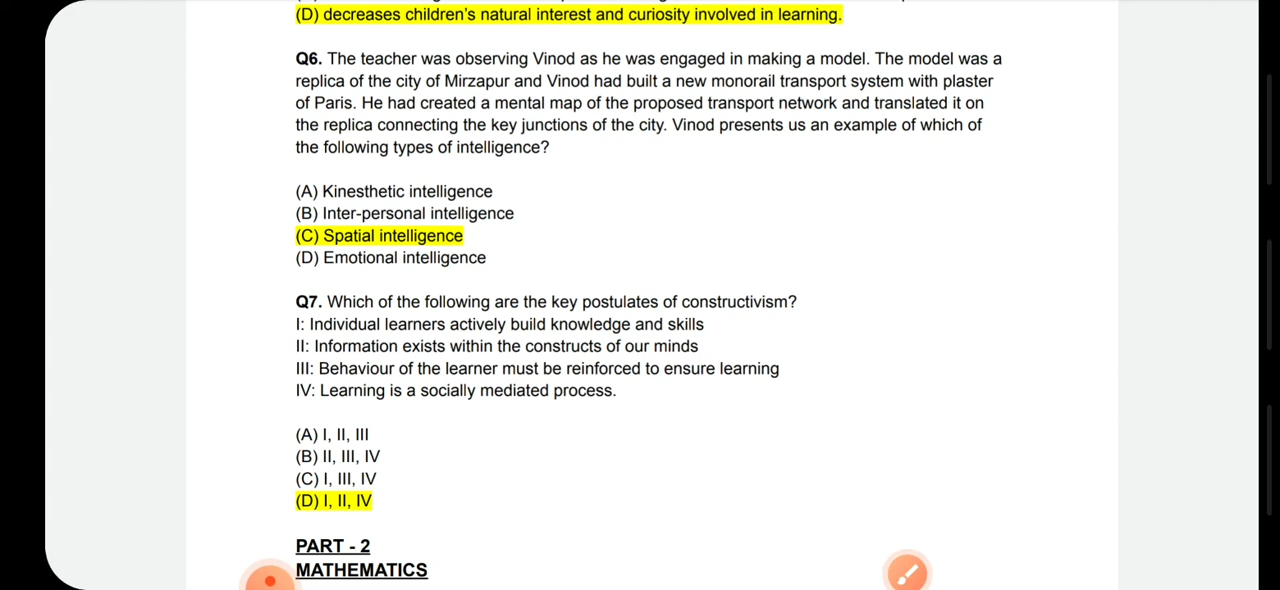 (D) decreases children's natural interest and curiosity involved in learning.
Q6. The teacher was observing Vinod as he was engaged in making a model. The model was a
replica of the city of Mirzapur and Vinod had built a new monorail transport system with plaster
of Paris. He had created a mental map of the proposed transport network and translated it on
the replica connecting the key junctions of the city. Vinod presents us an example of which of
the following types of intelligence?
(A) Kinesthetic intelligence
(B) Inter-personal intelligence
(C) Spatial intelligence
(D) Emotional intelligence
Q7. Which of the following are the key postulates of constructivism?
I: Individual learners actively build knowledge and skills
II: Information exists within the constructs of our minds
III: Behaviour of the learner must be reinforced to ensure learning
IV: Learning is a socially mediated process.
(A) I, II, III
(B) II, III, IV
(C) I, III, IV
(D) I, II, IV
PART - 2
MATHEMATICS